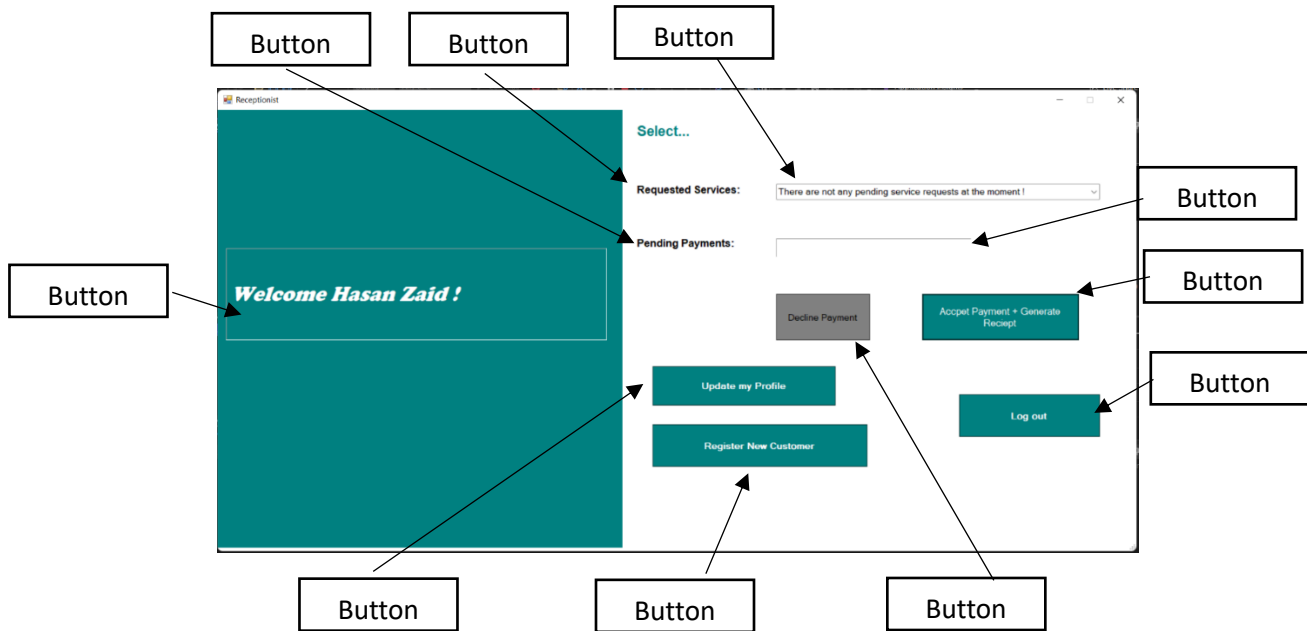 Button
Button
Button
Receptionist
Select...
Requested Services:
There are not any pending service requests at the moment !
Button
Pending Payments:
Button
Button
Welcome Hasan Zaid !
Decline Payment
Accpet Payment + Generate
Reciept
Update my Profile
Button
Log out
Register New Customer
Button
Button
Button